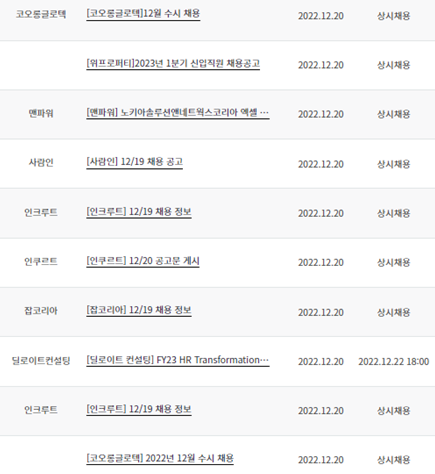 코오롱글로텍 [코오롱글로텍]12월 수시 채용 2022.12.20 상시채용
[위프로퍼티]2023년 1분기 신입직원 채용공고 2022.12.20 상시채용
맨파워 [맨파워] 노키아솔루션앤네트웍스코리아 엑셀 … 2022.12.20 상시채용
사람인 [사람인] 12/19 채용 공고 2022.12.20 상시채용
인크루트 [인크루트] 12/19 채용 정보 2022.12.20 상시채용
인쿠르트 [인쿠르트] 12/20 공고문 게시 2022.12.20 상시채용
잡코리아 [잡코리아] 12/19 채용 정보 2022.12.20 상시채용
딜로이트컨설팅 [딜로이트 컨설팅] FY23 HR Transformation… 2022.12.20 2022.12.22 18:00
인크루트 [인크루트] 12/19 채용 정보 2022.12.20 상시채용
[코오롱글로텍] 2022년 12월 수시 채용 2022.12.20 상시채용